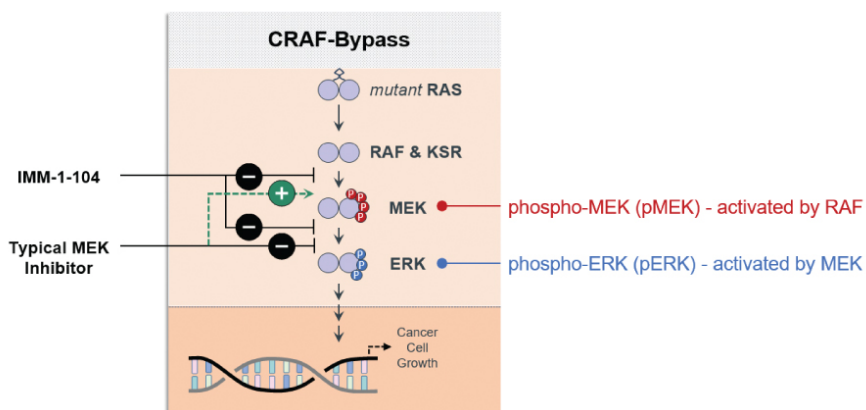 CRAF-Bypass
mutant RAS
RAF & KSR
IMM-1-104
−
+
P
P
P
P
MEK
phospho-MEK (pMEK) - activated by RAF
−
Typical MEK
Inhibitor
−
P
P
P
ERK
phospho-ERK (pERK) - activated by MEK
Cancer
Cell
Growth